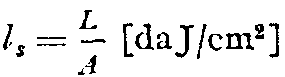 l_s = L/A [daJ/cm²]